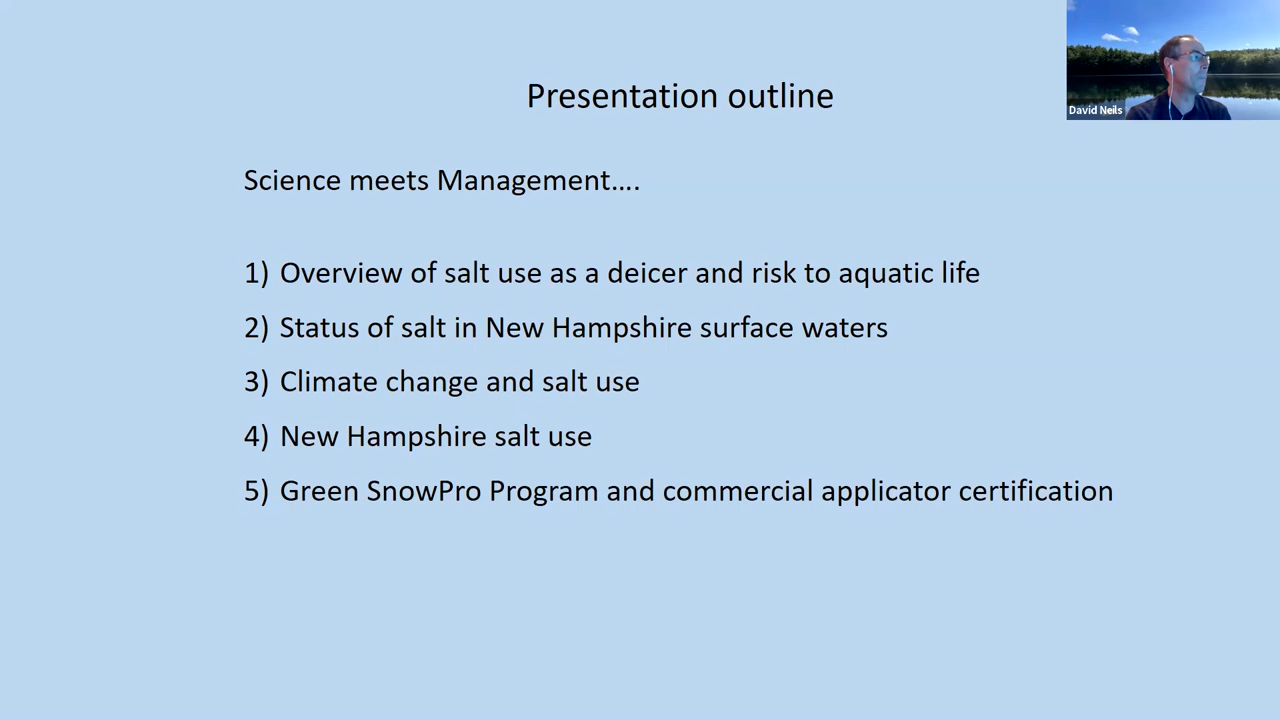 Presentation outline
David Neils
Science meets Management….
1) Overview of salt use as a deicer and risk to aquatic life
2) Status of salt in New Hampshire surface waters
3) Climate change and salt use
4) New Hampshire salt use
5) Green SnowPro Program and commercial applicator certification